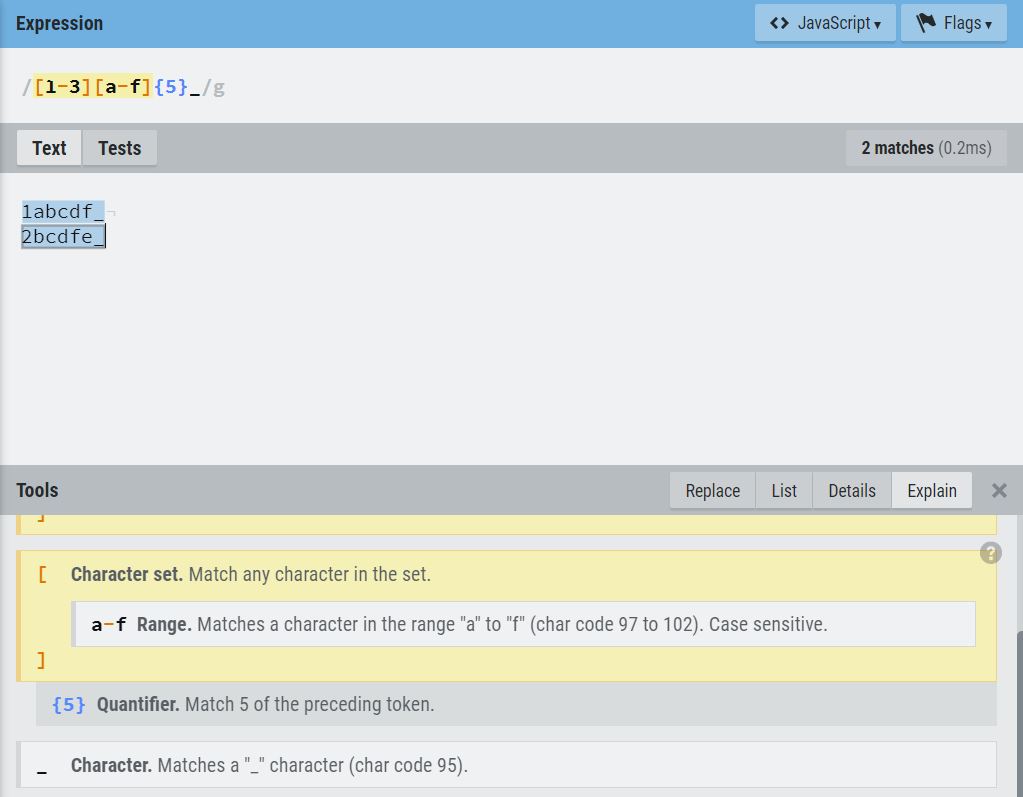 Expression
JavaScript
Flags
/[1-3][a-f]{5}_/g
Text
Tests
2 matches (0.2ms)
1abcdf_¬
2bcdfe_
Tools
Replace
List
Details
Explain
]
?
[ Character set. Match any character in the set.
a-f Range. Matches a character in the range "a" to "f" (char code 97 to 102). Case sensitive.
]
{5} Quantifier. Match 5 of the preceding token.
_ Character. Matches a "_" character (char code 95).